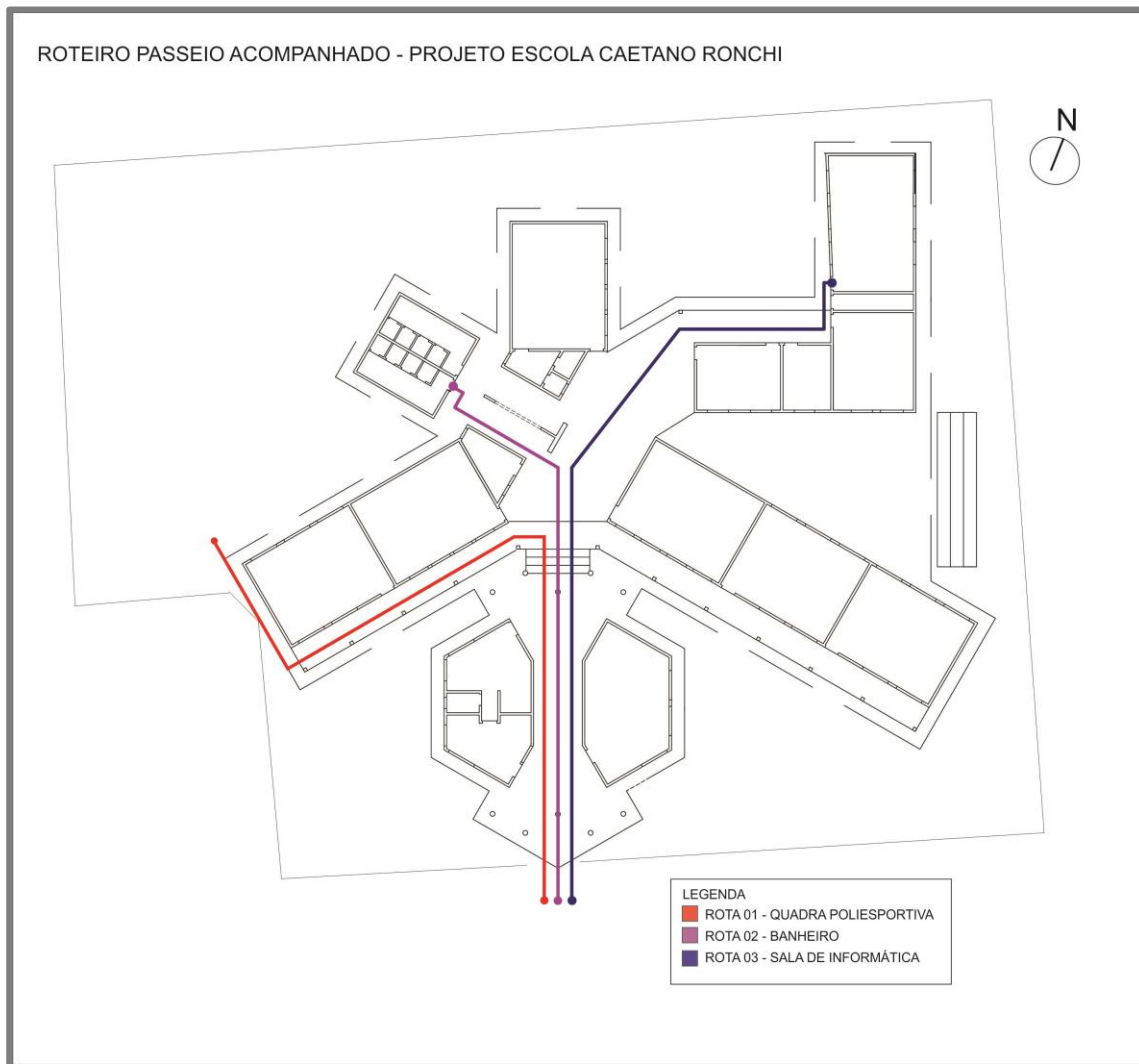 ROTEIRO PASSEIO ACOMPANHADO - PROJETO ESCOLA CAETANO RONCHI
N
LEGENDA
ROTA 01 - QUADRA POLIESPORTIVA
ROTA 02 - BANHEIRO
ROTA 03 - SALA DE INFORMÁTICA